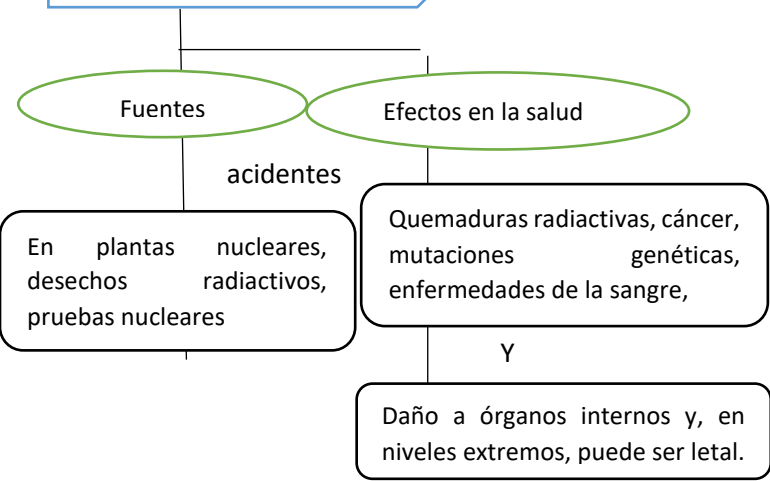 Fuentes
Efectos en la salud
acidentes
En plantas nucleares,
desechos radiactivos,
pruebas nucleares
Quemaduras radiactivas, cáncer,
mutaciones genéticas,
enfermedades de la sangre,
Y
Daño a órganos internos y, en
niveles extremos, puede ser letal.